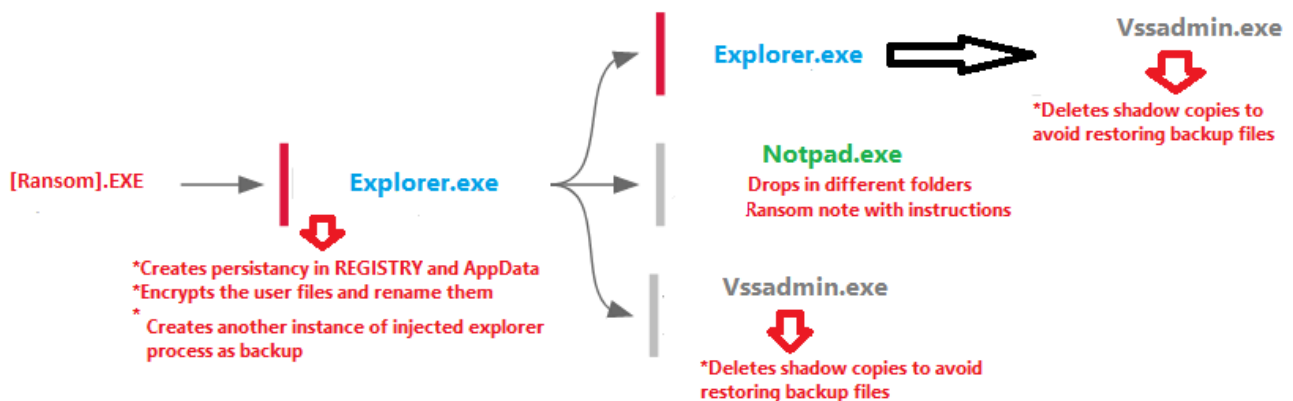 [Ransom].EXE
Explorer.exe
*Creates persistancy in REGISTRY and AppData
*Encrypts the user files and rename them
*
Creates another instance of injected explorer
process as backup
Explorer.exe
Vssadmin.exe
*Deletes shadow copies to
avoid restoring backup files
Notpad.exe
Drops in different folders
Ransom note with instructions
Vssadmin.exe
*Deletes shadow copies to avoid
restoring backup files